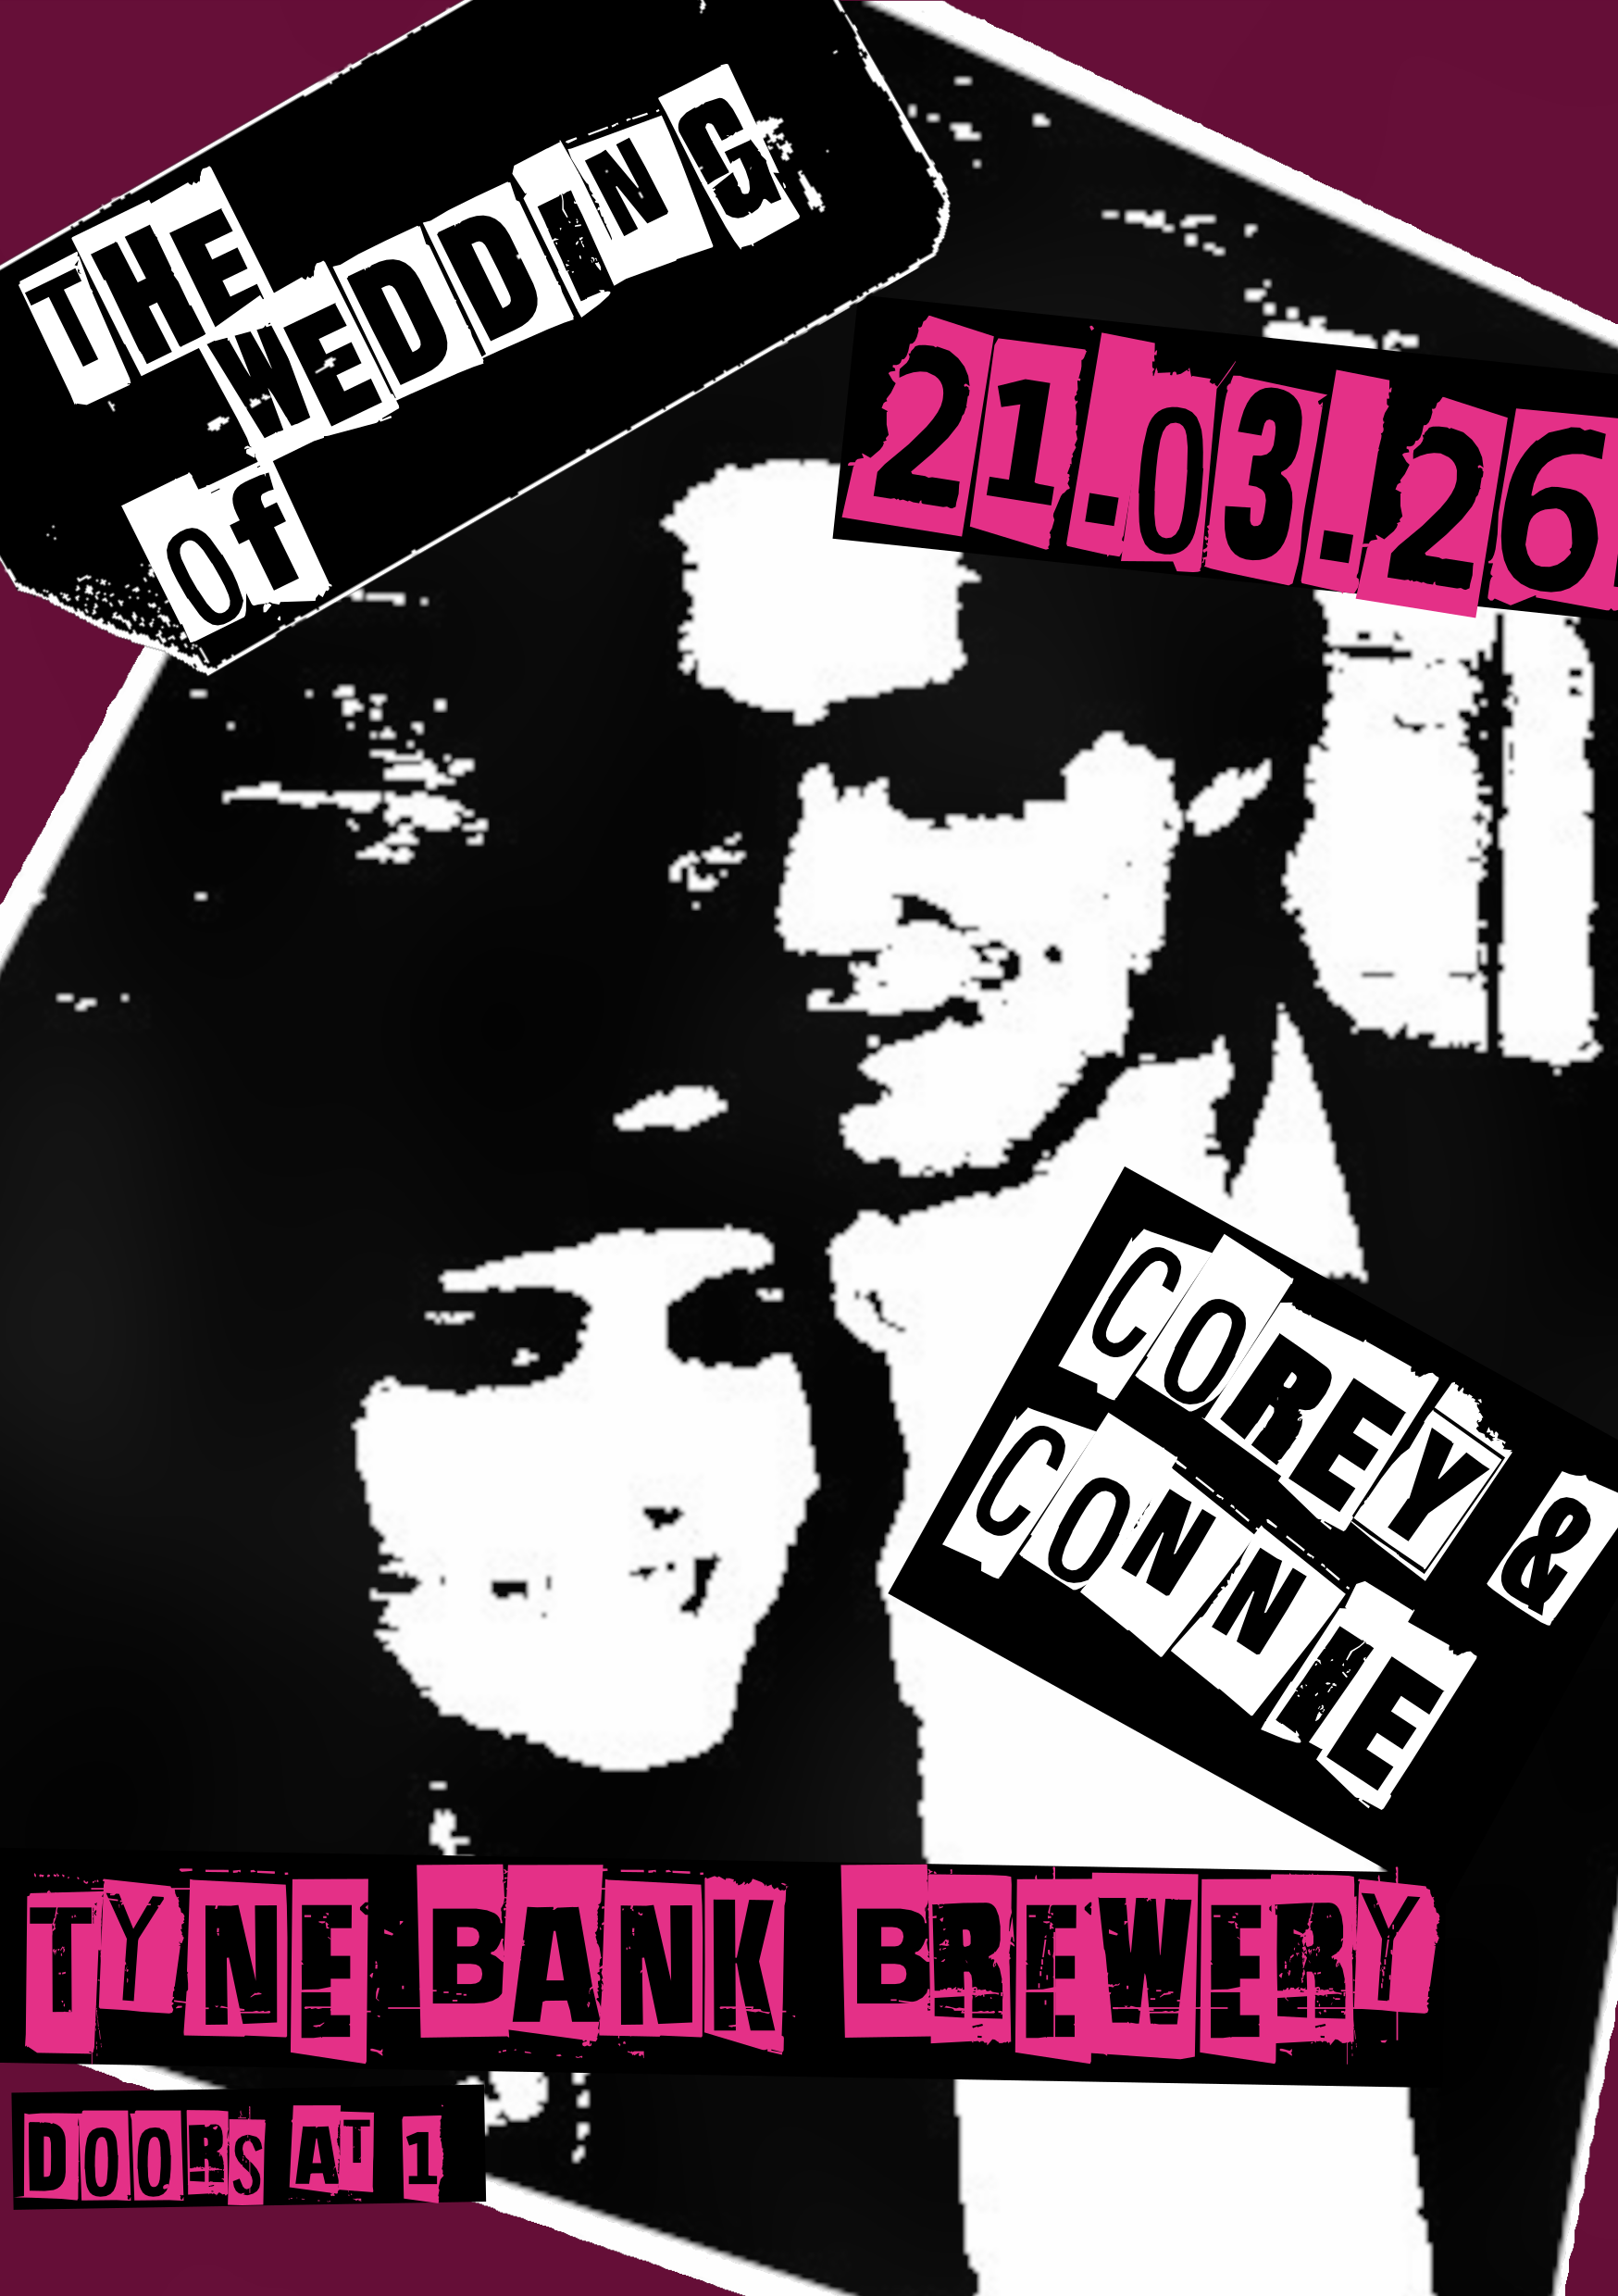 THE
WEDDING
Of
21.03.26
COREY &
CONNIE
TYNE BANK BREWERY
DOORS AT 1